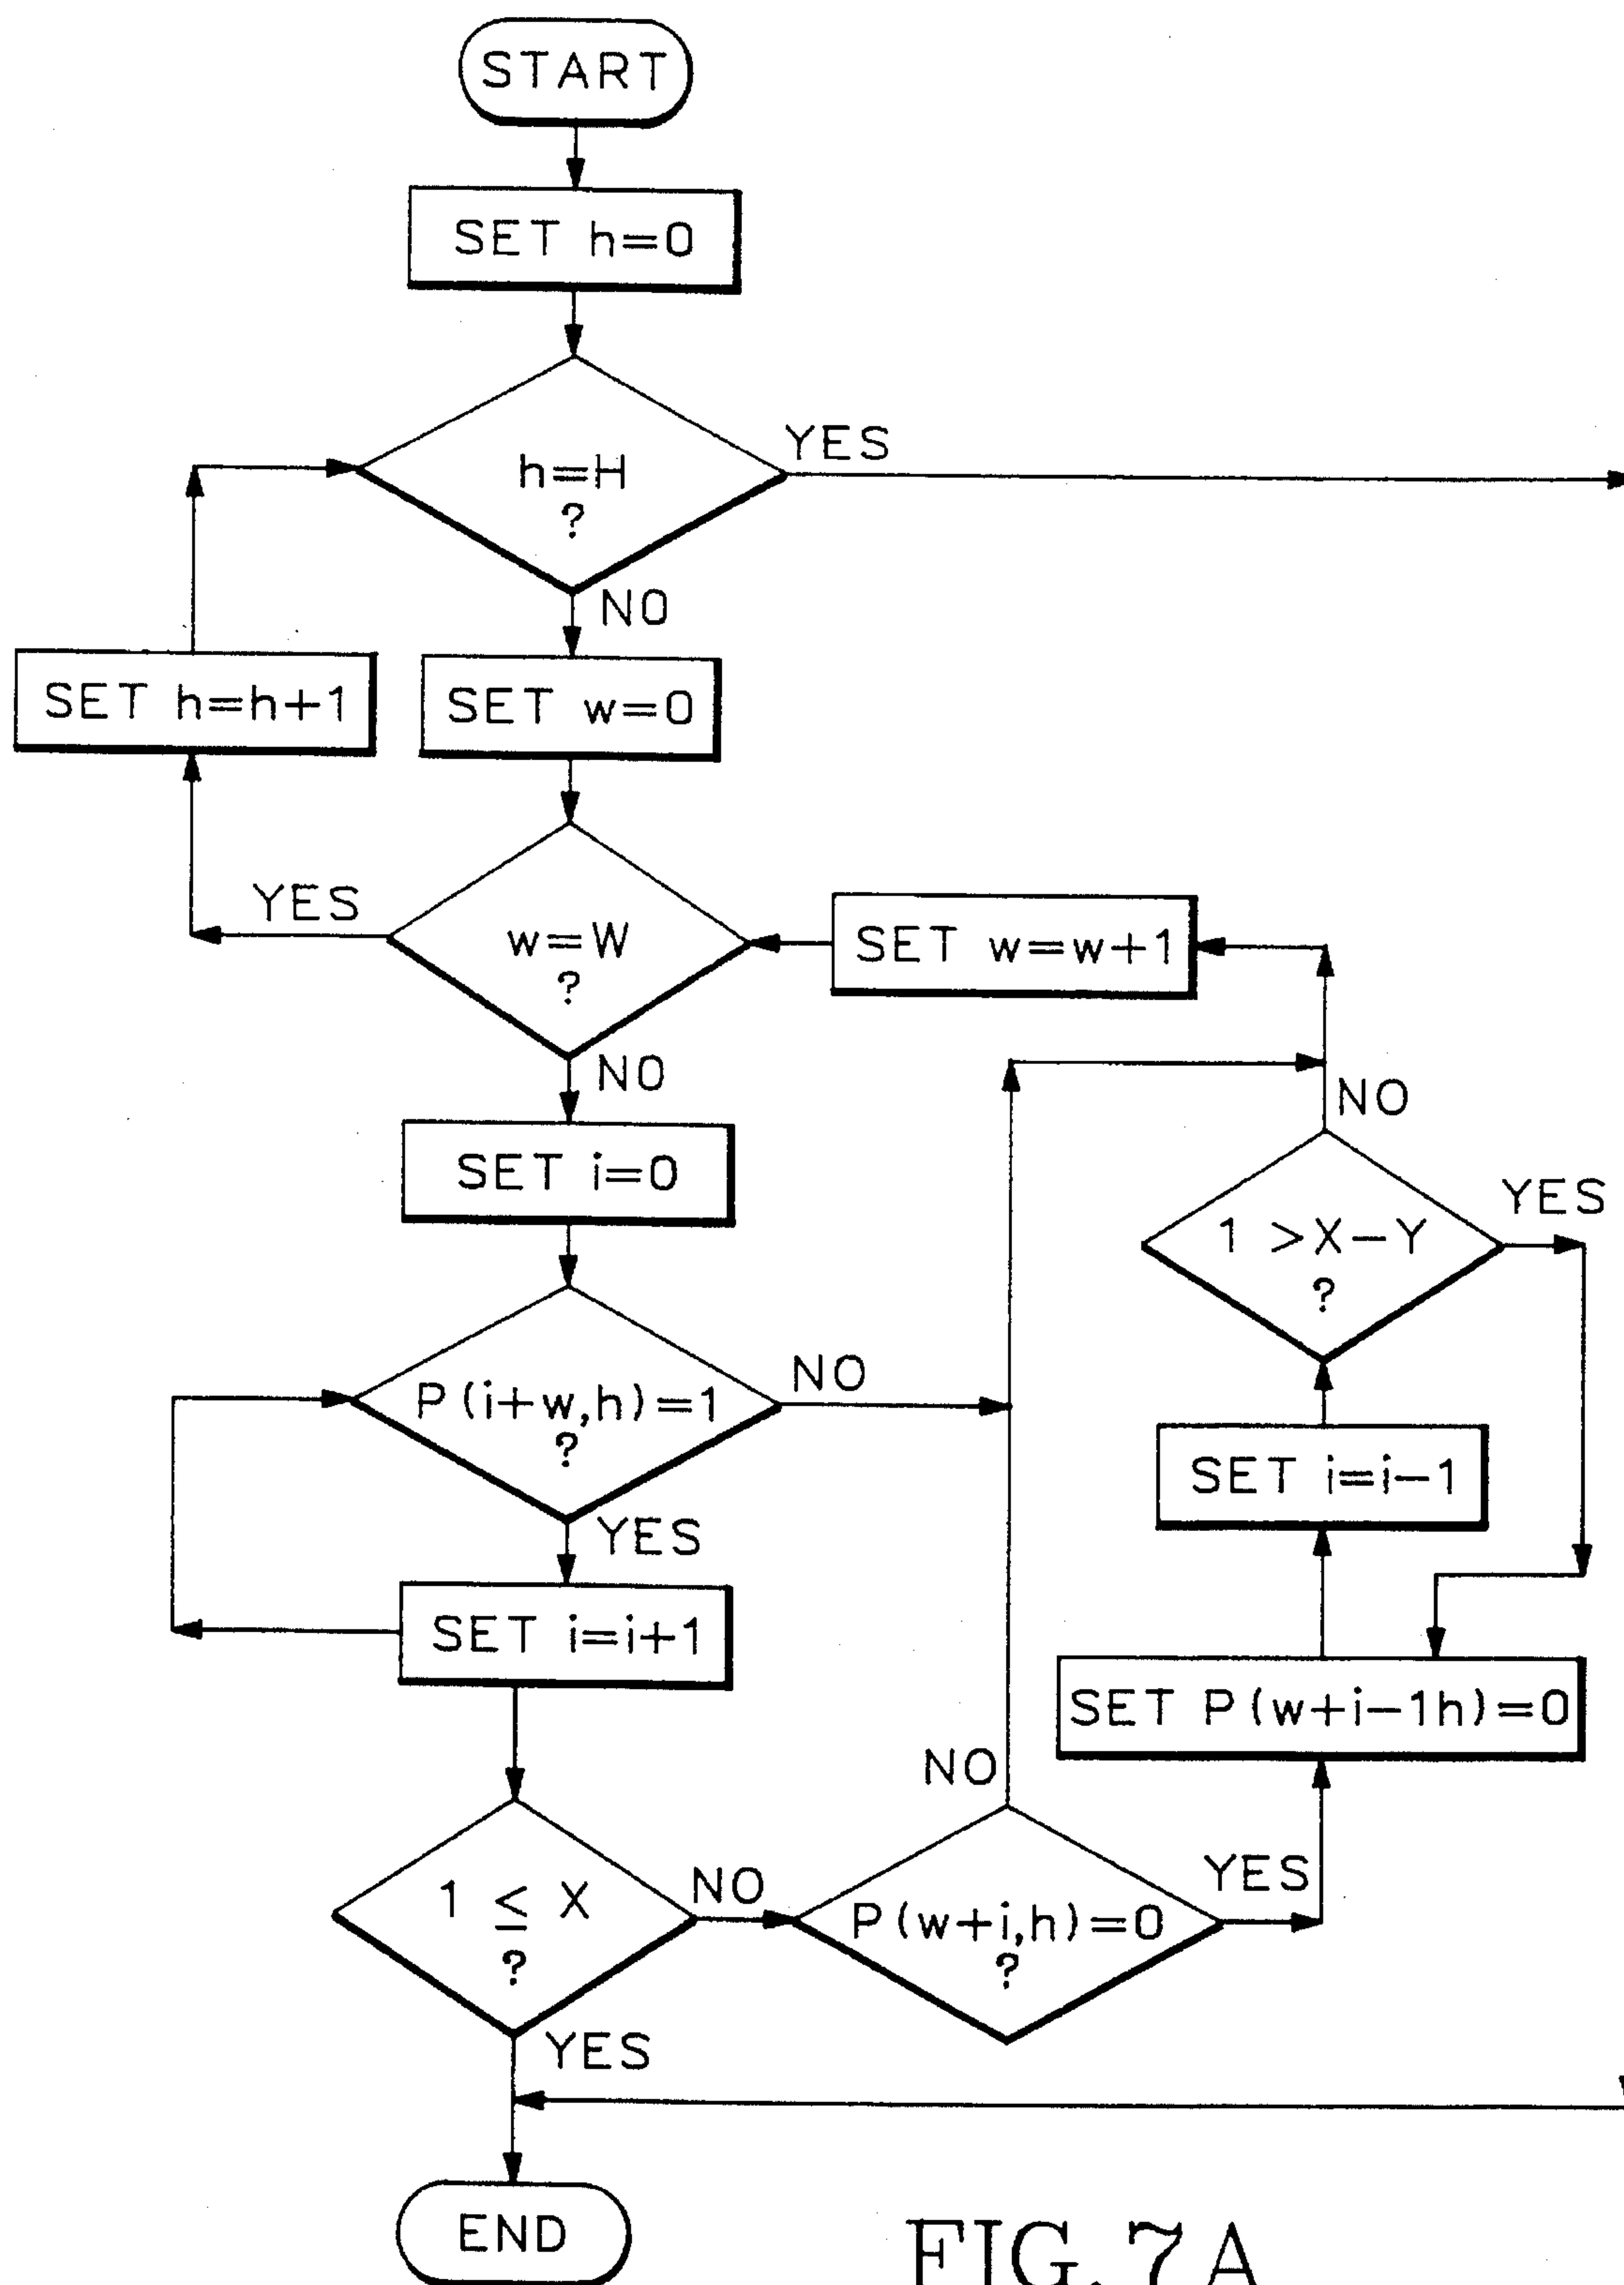 START
SET h=0
h=H
?
YES
NO
SET h=h+1
SET w=0
YES
w=W
?
SET w=w+1
NO
NO
SET i=0
1 >X-Y
?
YES
P(i+w,h)=1
?
NO
SET i=i-1
YES
SET i=i+1
SET P(w+i-1h)=0
NO
1 ≤ X
?
NO
P(w+i,h)=0
?
YES
YES
END
FIG. 7A